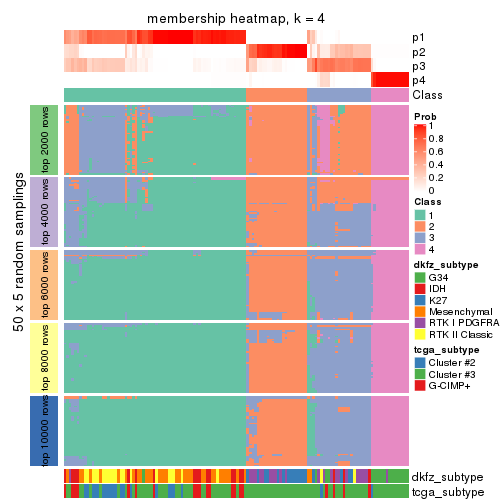 membership heatmap, k = 4
p1
p2
p3
p4
Class
50 x 5 random samplings
top 2000 rows
top 4000 rows
top 6000 rows
top 8000 rows
top 10000 rows
dkfz_subtype
tcga_subtype
Prob
1
0.8
0.6
0.4
0.2
0
Class
1
2
3
4
dkfz_subtype
G34
IDH
K27
Mesenchymal
RTK I PDGFRA
RTK II Classic
tcga_subtype
Cluster #2
Cluster #3
G-CIMP+